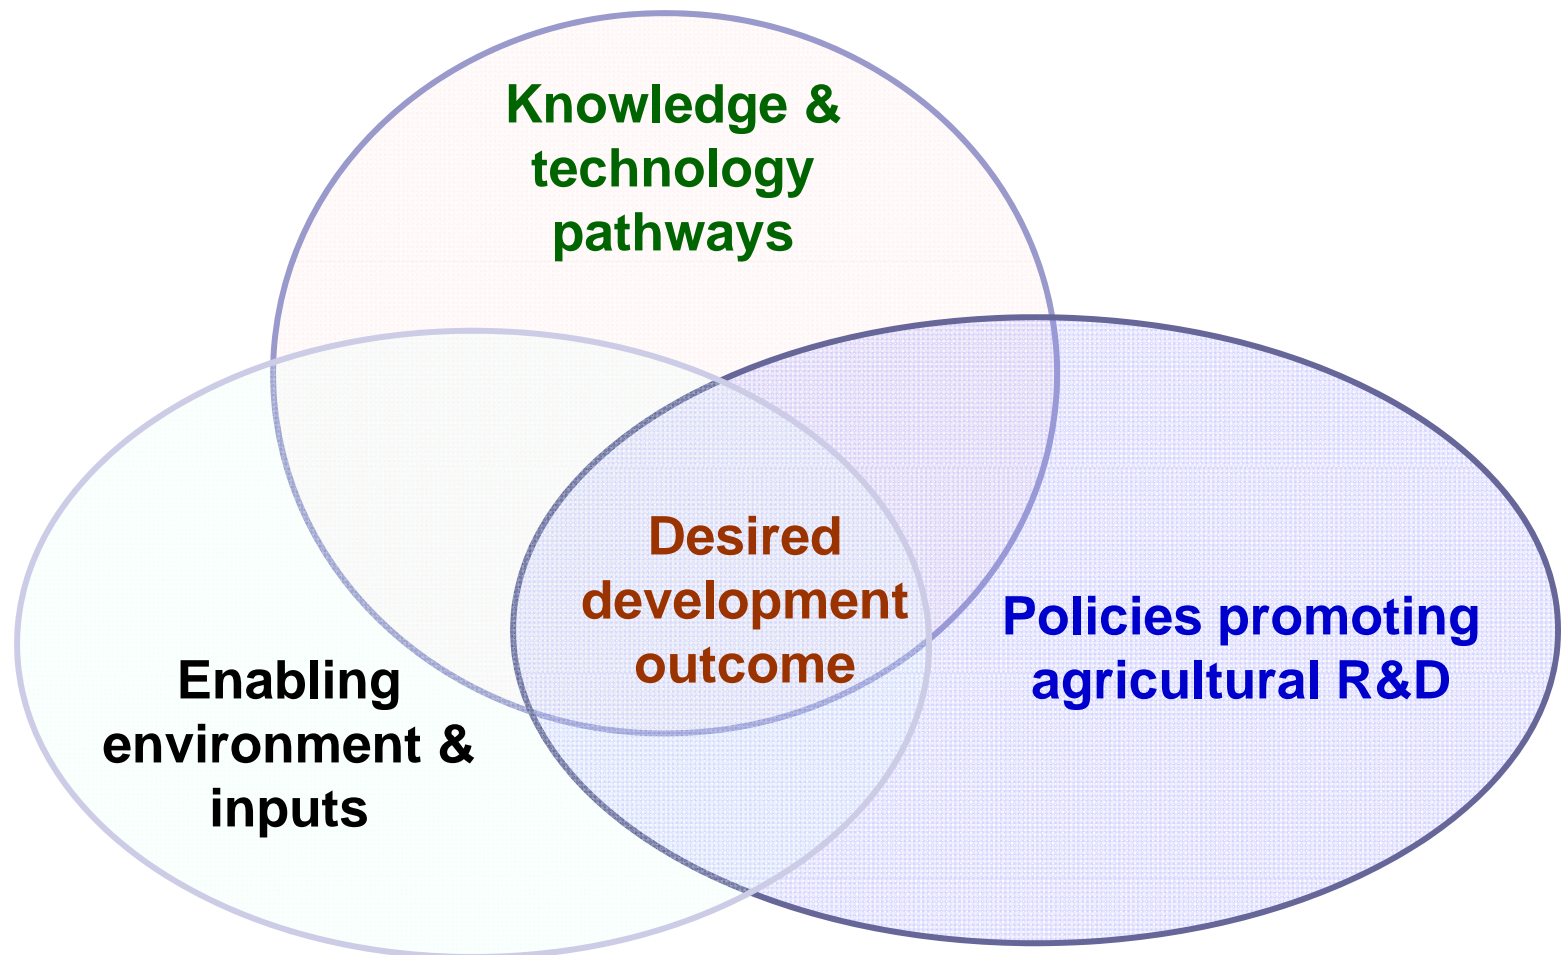 Knowledge &
technology
pathways
Desired
development
outcome
Policies promoting
agricultural R&D
Enabling
environment &
inputs